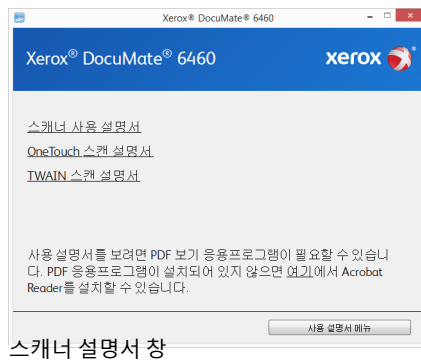 Xerox® DocuMate® 6460
Xerox® DocuMate® 6460
xerox
스캐너 사용 설명서
OneTouch 스캔 설명서
TWAIN 스캔 설명서
사용 설명서를 보려면 PDF 보기 응용프로그램이 필요할 수 있습니
다. PDF 응용프로그램이 설치되어 있지 않으면 여기에서 Acrobat
Reader를 설치할 수 있습니다.
사용 설명서 메뉴
스캐너 설명서 창